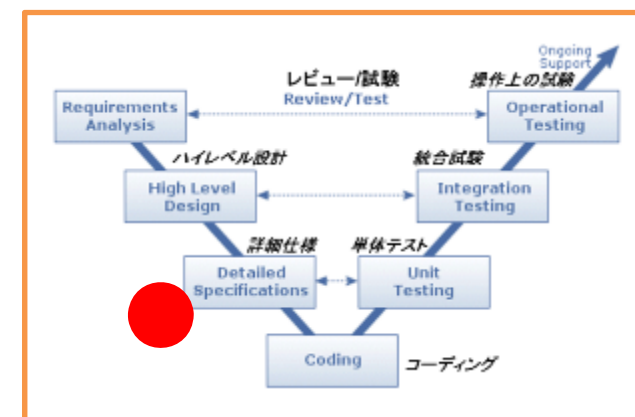 Ongoing
Support
レビュー/試験
操作上の試験
Review/Test
Requirements
Analysis
Operational
Testing
ハイレベル設計
統合試験
High Level
Design
Integration
Testing
詳細仕様
単体テスト
Detailed
Specifications
Unit
Testing
Coding
コーディング